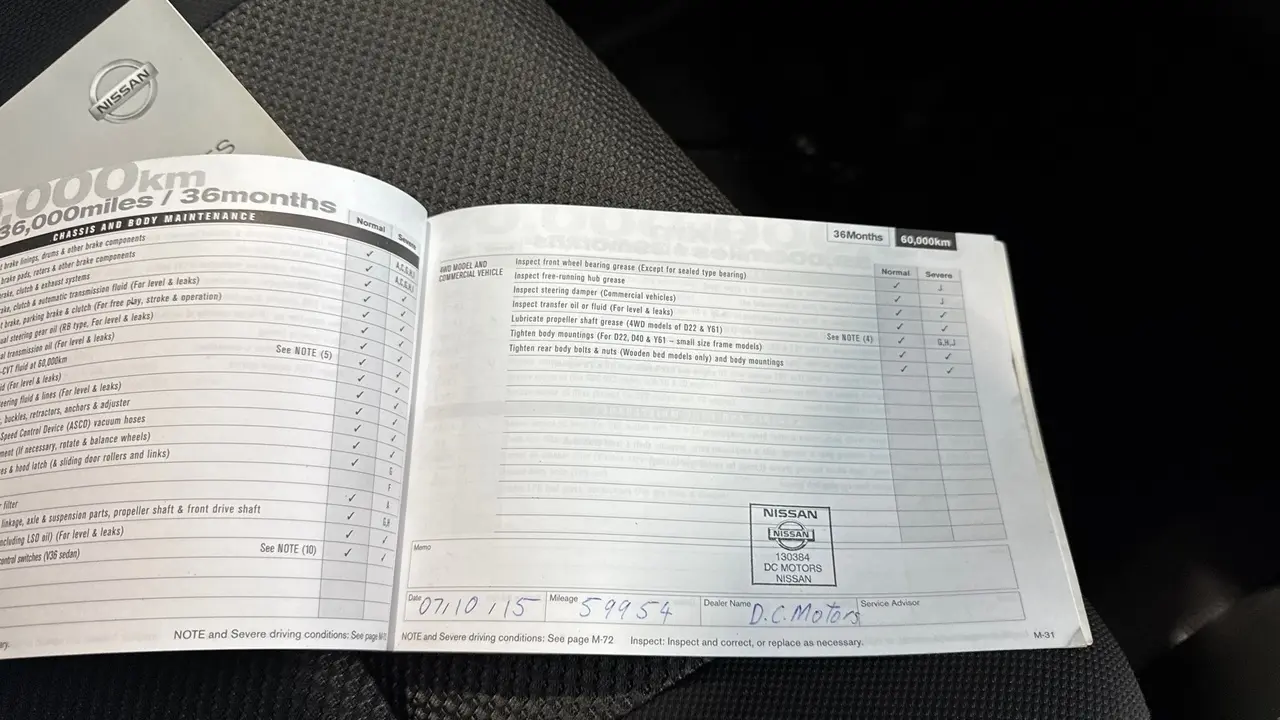 NISSAN
,000km
36,000miles / 36months
CHASSIS AND BODY MAINTENANCE
Normal Severe
brake linings, drums & other brake components ✓ A,C,G,H,I
brake pads, rotors & other brake components ✓ A,C,G,H,I
brake, clutch & exhaust systems ✓ ✓
brake, clutch & automatic transmission fluid (For level & leaks) ✓ ✓
brake, parking brake & clutch (For free play, stroke & operation) ✓ ✓
steering gear oil (RB type, For level & leaks) ✓ ✓
transmission oil (For level & leaks) ✓ ✓
CVT fluid at 60,000km See NOTE (5) ✓ ✓
(For level & leaks) ✓ ✓
fluid & lines (For level & leaks) ✓ ✓
buckles, retractors, anchors & adjuster ✓ ✓
Speed Control Device (ASCD) vacuum hoses ✓ ✓
(If necessary, rotate & balance wheels) ✓ ✓
& hood latch (& sliding door rollers and links) ✓ ✓
G
F
filter ✓ A
linkage, axle & suspension parts, propeller shaft & front drive shaft ✓ G,H
LSD oil) (For level & leaks) ✓ ✓
control switches (V36 sedan) See NOTE (10) ✓ ✓
NOTE and Severe driving conditions: See page
36Months 60,000km
Normal Severe
4WD MODEL AND
COMMERCIAL VEHICLE
Inspect front wheel bearing grease (Except for sealed type bearing) ✓ J
Inspect free-running hub grease ✓ J
Inspect steering damper (Commercial vehicles) ✓ ✓
Inspect transfer oil or fluid (For level & leaks) ✓ ✓
Lubricate propeller shaft grease (4WD models of D22 & Y61) See NOTE (4) ✓ G,H,J
Tighten body mountings (For D22, D40 & Y61 – small size frame models) ✓ ✓
Tighten rear body bolts & nuts (Wooden bed models only) and body mountings ✓ ✓
NISSAN
NISSAN
130384
DC MOTORS
NISSAN
Memo
Date 07/10/15 Mileage 59954 Dealer Name D.C.Motors Service Advisor
NOTE and Severe driving conditions: See page M-72 Inspect: Inspect and correct, or replace as necessary.
M-31